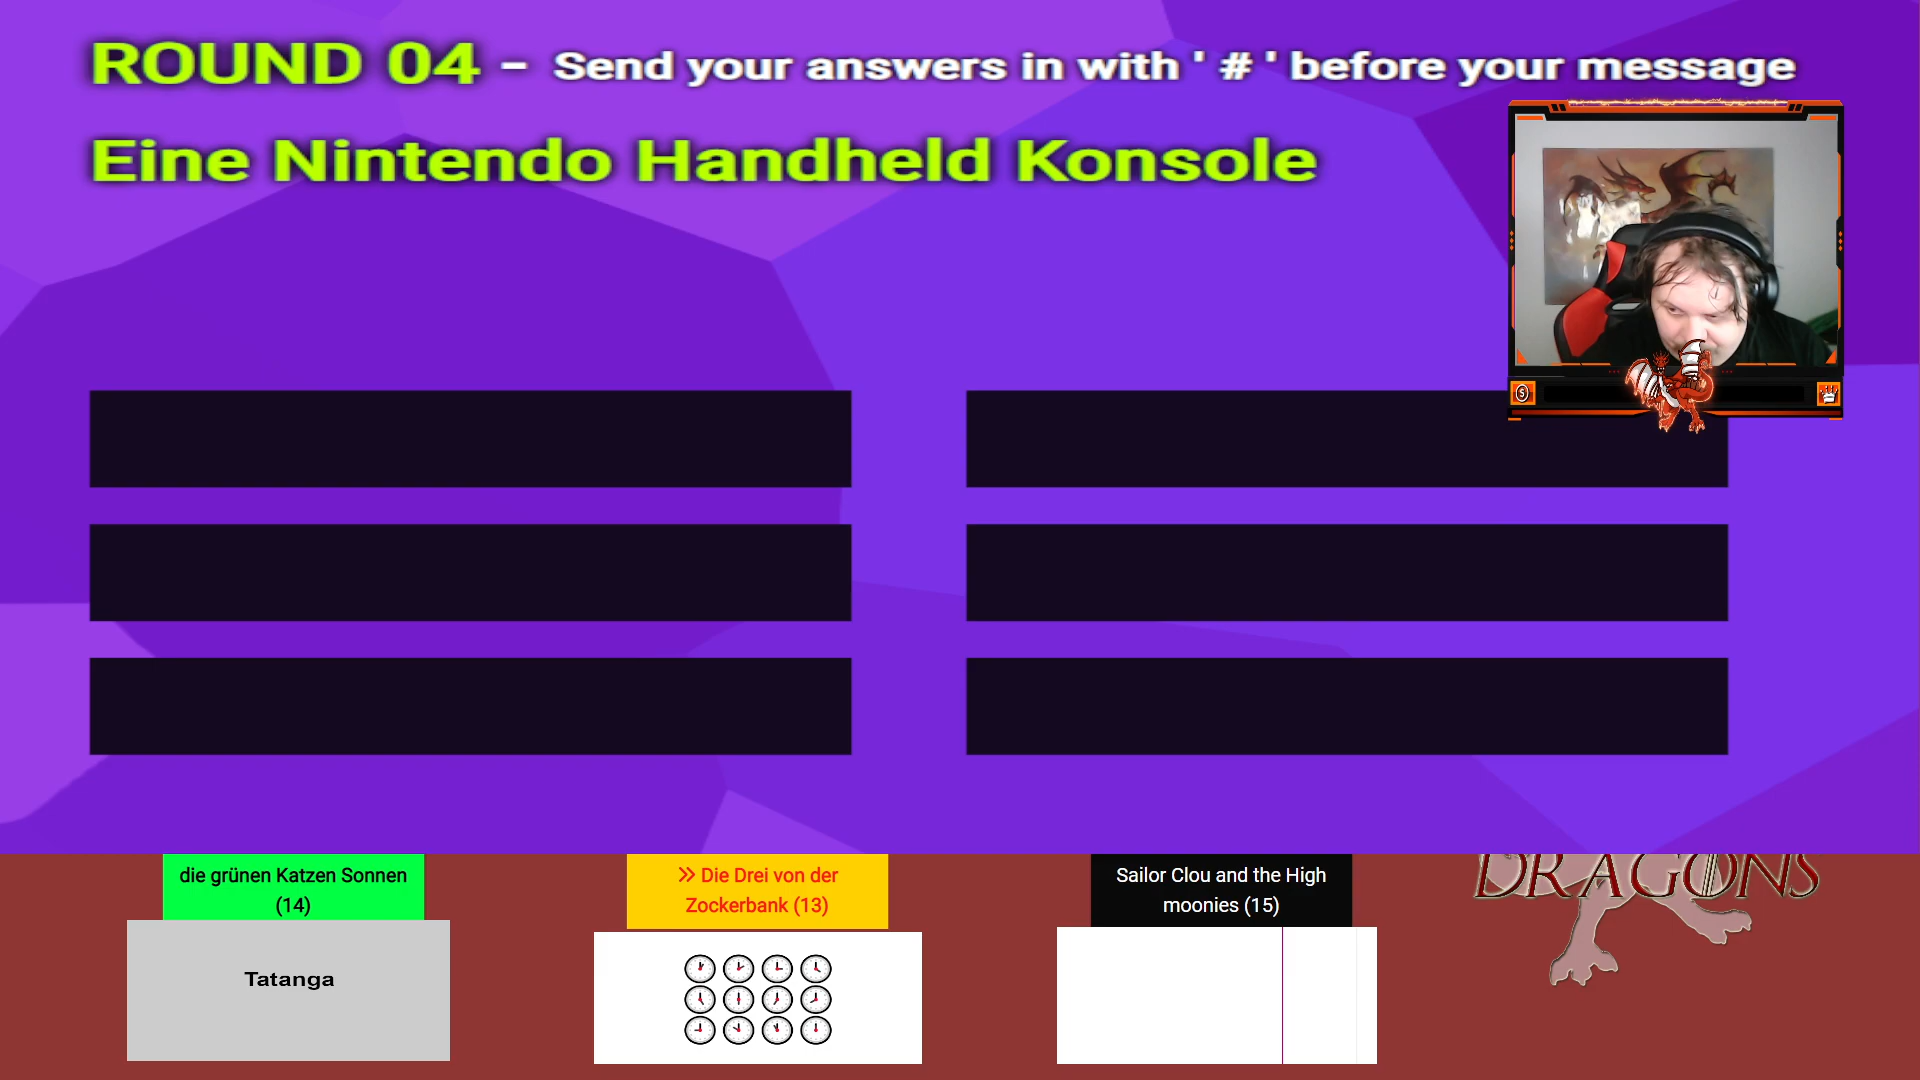 ROUND 04 - Send your answers in with ' # ' before your message
Eine Nintendo Handheld Konsole
die grünen Katzen Sonnen
(14)
Die Drei von der
Zockerbank (13)
Sailor Clou and the High
moonies (15)
DRAGONS
Tatanga